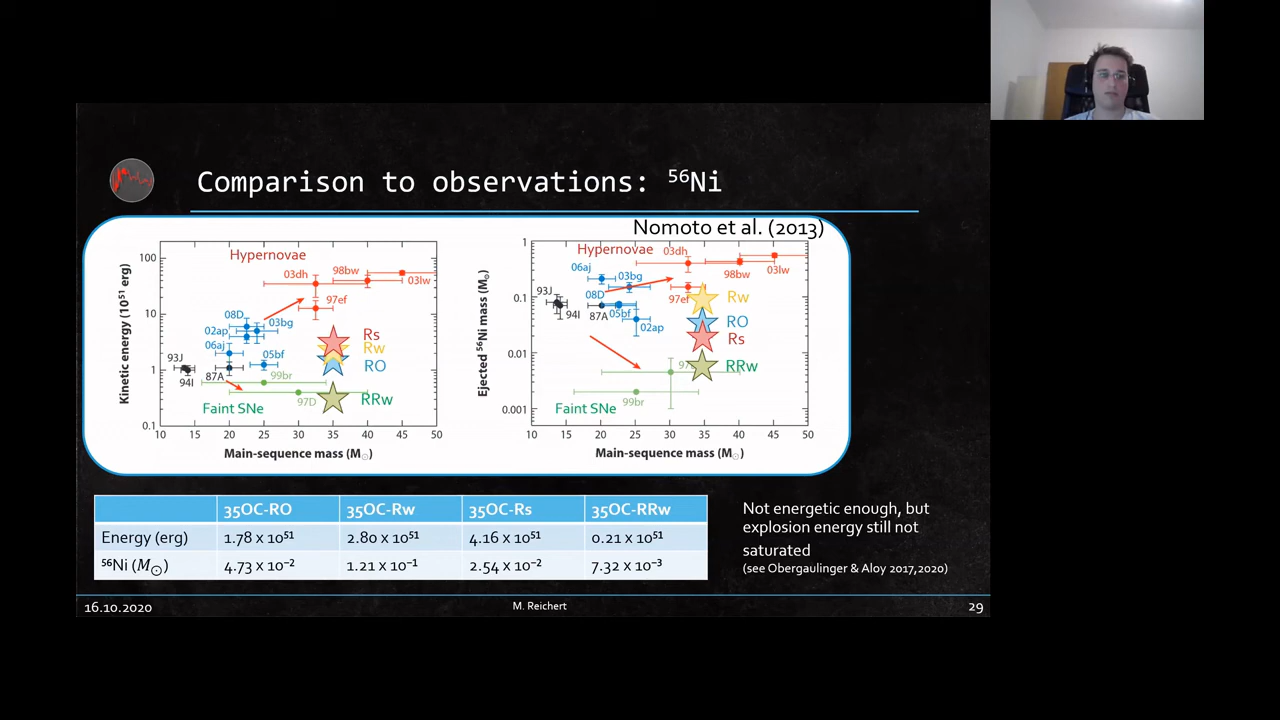 Comparison to observations: ⁵⁶Ni
Nomoto et al. (2013)
Kinetic energy (10⁵¹ erg)
100
10
1
0.1
Hypernovae
03dh
98bw
03lw
97ef
08D
03bg
02ap
06aj
05bf
93J
94I
87A
99br
97D
Faint SNe
Rs
Rw
RO
RRw
10 15 20 25 30 35 40 45 50
Main-sequence mass (M⊙)
Ejected ⁵⁶Ni mass (M⊙)
1
0.1
0.01
0.001
Hypernovae
03dh
06aj
03bg
98bw
03lw
93J
08D
97ef
94I
87A
05bf
02ap
99br
Faint SNe
Rw
RO
Rs
RRw
10 15 20 25 30 35 40 45 50
Main-sequence mass (M⊙)
35OC-RO 35OC-Rw 35OC-Rs 35OC-RRw
Energy (erg) 1.78 x 10⁵¹ 2.80 x 10⁵¹ 4.16 x 10⁵¹ 0.21 x 10⁵¹
⁵⁶Ni (M⊙) 4.73 x 10⁻² 1.21 x 10⁻¹ 2.54 x 10⁻² 7.32 x 10⁻³
Not energetic enough, but
explosion energy still not
saturated
(see Obergaulinger & Aloy 2017,2020)
16.10.2020
M. Reichert
29